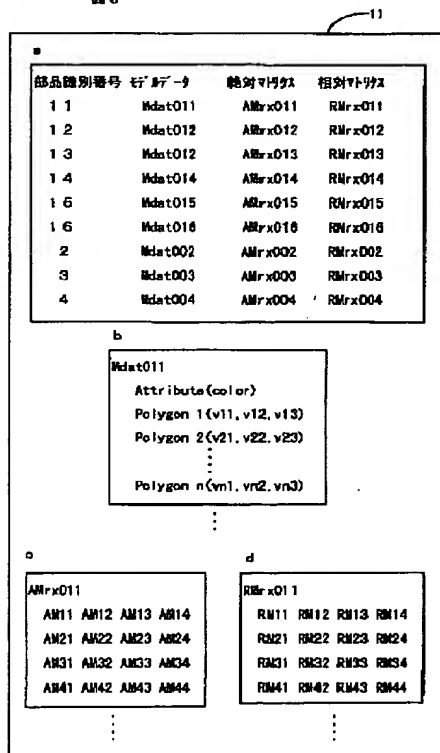 11
a
部品識別番号 モデルデータ 絶対マトリクス 相対マトリクス
11 Mdat011 AMrx011 RMrx011
12 Mdat012 AMrx012 RMrx012
13 Mdat012 AMrx013 RMrx013
14 Mdat014 AMrx014 RMrx014
15 Mdat015 AMrx015 RMrx015
16 Mdat016 AMrx016 RMrx016
2 Mdat002 AMrx002 RMrx002
3 Mdat003 AMrx003 RMrx003
4 Mdat004 AMrx004 RMrx004
b
Mdat011
Attribute(color)
Polygon 1(v11, v12, v13)
Polygon 2(v21, v22, v23)
Polygon n(vn1, vn2, vn3)
c
AMrx011
AM11 AM12 AM13 AM14
AM21 AM22 AM23 AM24
AM31 AM32 AM33 AM34
AM41 AM42 AM43 AM44
d
RMrx011
RM11 RM12 RM13 RM14
RM21 RM22 RM23 RM24
RM31 RM32 RM33 RM34
RM41 RM42 RM43 RM44